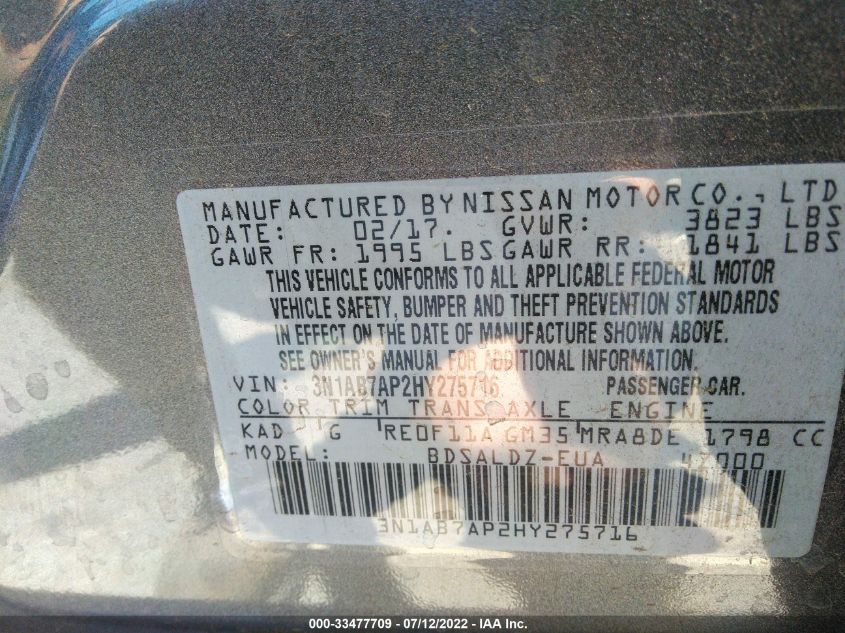 MANUFACTURED BY NISSAN MOTOR CO., LTD
DATE: 02/17. GVWR: 3823 LBS
GAWR FR: 1995 LBS GAWR RR: 1841 LBS
THIS VEHICLE CONFORMS TO ALL APPLICABLE FEDERAL MOTOR
VEHICLE SAFETY, BUMPER AND THEFT PREVENTION STANDARDS
IN EFFECT ON THE DATE OF MANUFACTURE SHOWN ABOVE.
SEE OWNER'S MANUAL FOR ADDITIONAL INFORMATION.
VIN: 3N1AB7AP2HY275716 PASSENGER CAR.
COLOR TRIM TRANS AXLE ENGINE
KAD G RE0F11A GM35 MRA8DE 1798 CC
MODEL: BDSALDZ-EUA
3N1AB7AP2HY275716
000-33477709 - 07/12/2022 - IAA Inc.